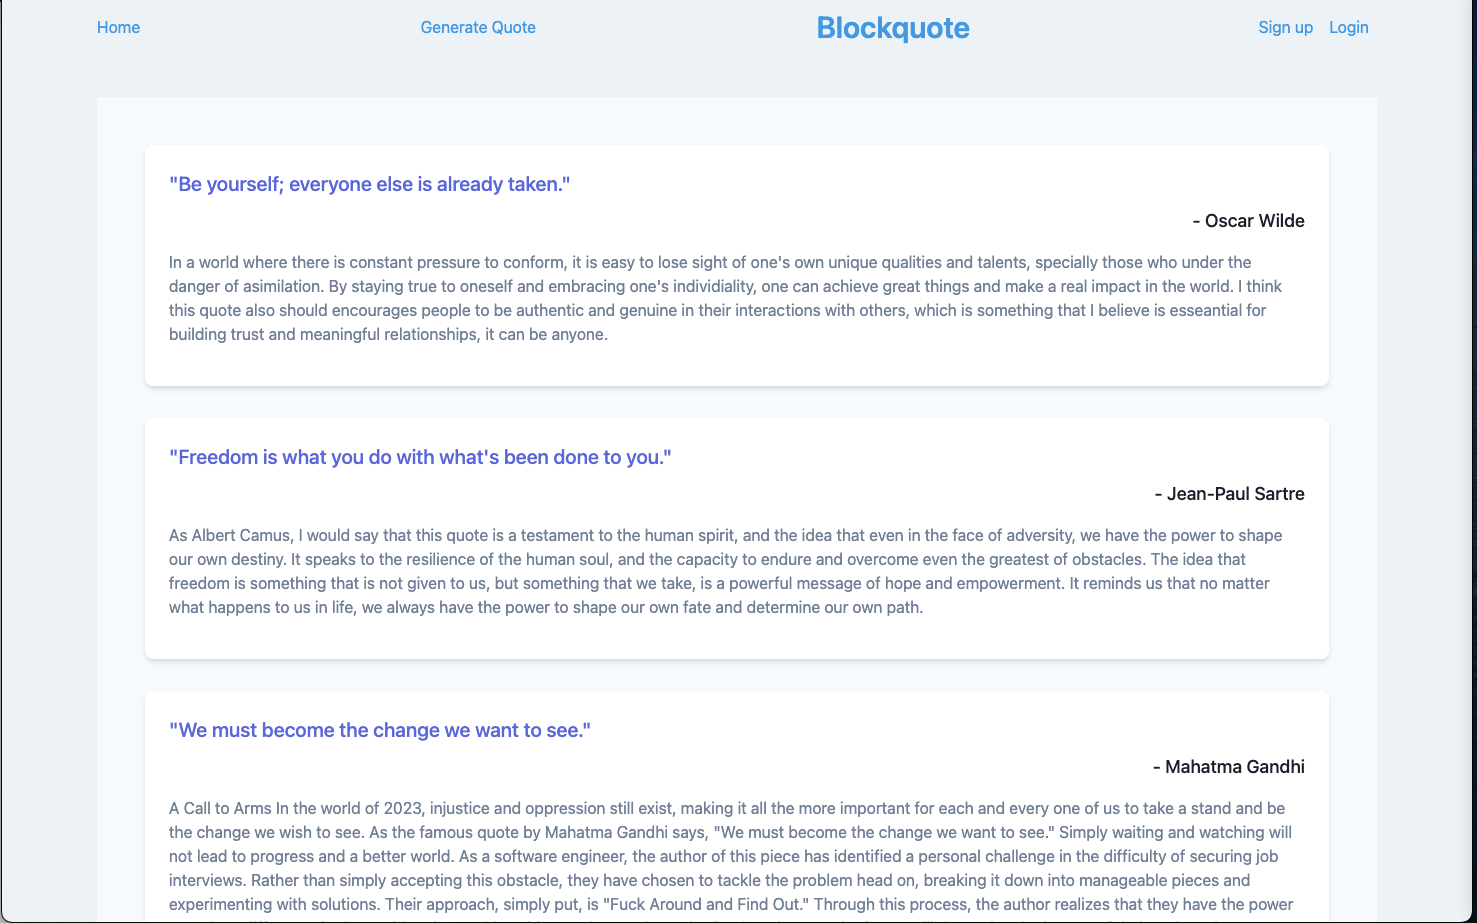 Home
Generate Quote
Blockquote
Sign up
Login
"Be yourself; everyone else is already taken."
- Oscar Wilde
In a world where there is constant pressure to conform, it is easy to lose sight of one's own unique qualities and talents, specially those who under the
danger of asimilation. By staying true to oneself and embracing one's individiality, one can achieve great things and make a real impact in the world. I think
this quote also should encourages people to be authentic and genuine in their interactions with others, which is something that I believe is esseantial for
building trust and meaningful relationships, it can be anyone.
"Freedom is what you do with what's been done to you."
- Jean-Paul Sartre
As Albert Camus, I would say that this quote is a testament to the human spirit, and the idea that even in the face of adversity, we have the power to shape
our own destiny. It speaks to the resilience of the human soul, and the capacity to endure and overcome even the greatest of obstacles. The idea that
freedom is something that is not given to us, but something that we take, is a powerful message of hope and empowerment. It reminds us that no matter
what happens to us in life, we always have the power to shape our own fate and determine our own path.
"We must become the change we want to see."
- Mahatma Gandhi
A Call to Arms In the world of 2023, injustice and oppression still exist, making it all the more important for each and every one of us to take a stand and be
the change we wish to see. As the famous quote by Mahatma Gandhi says, "We must become the change we want to see." Simply waiting and watching will
not lead to progress and a better world. As a software engineer, the author of this piece has identified a personal challenge in the difficulty of securing job
interviews. Rather than simply accepting this obstacle, they have chosen to tackle the problem head on, breaking it down into manageable pieces and
experimenting with solutions. Their approach, simply put, is "Fuck Around and Find Out." Through this process, the author realizes that they have the power